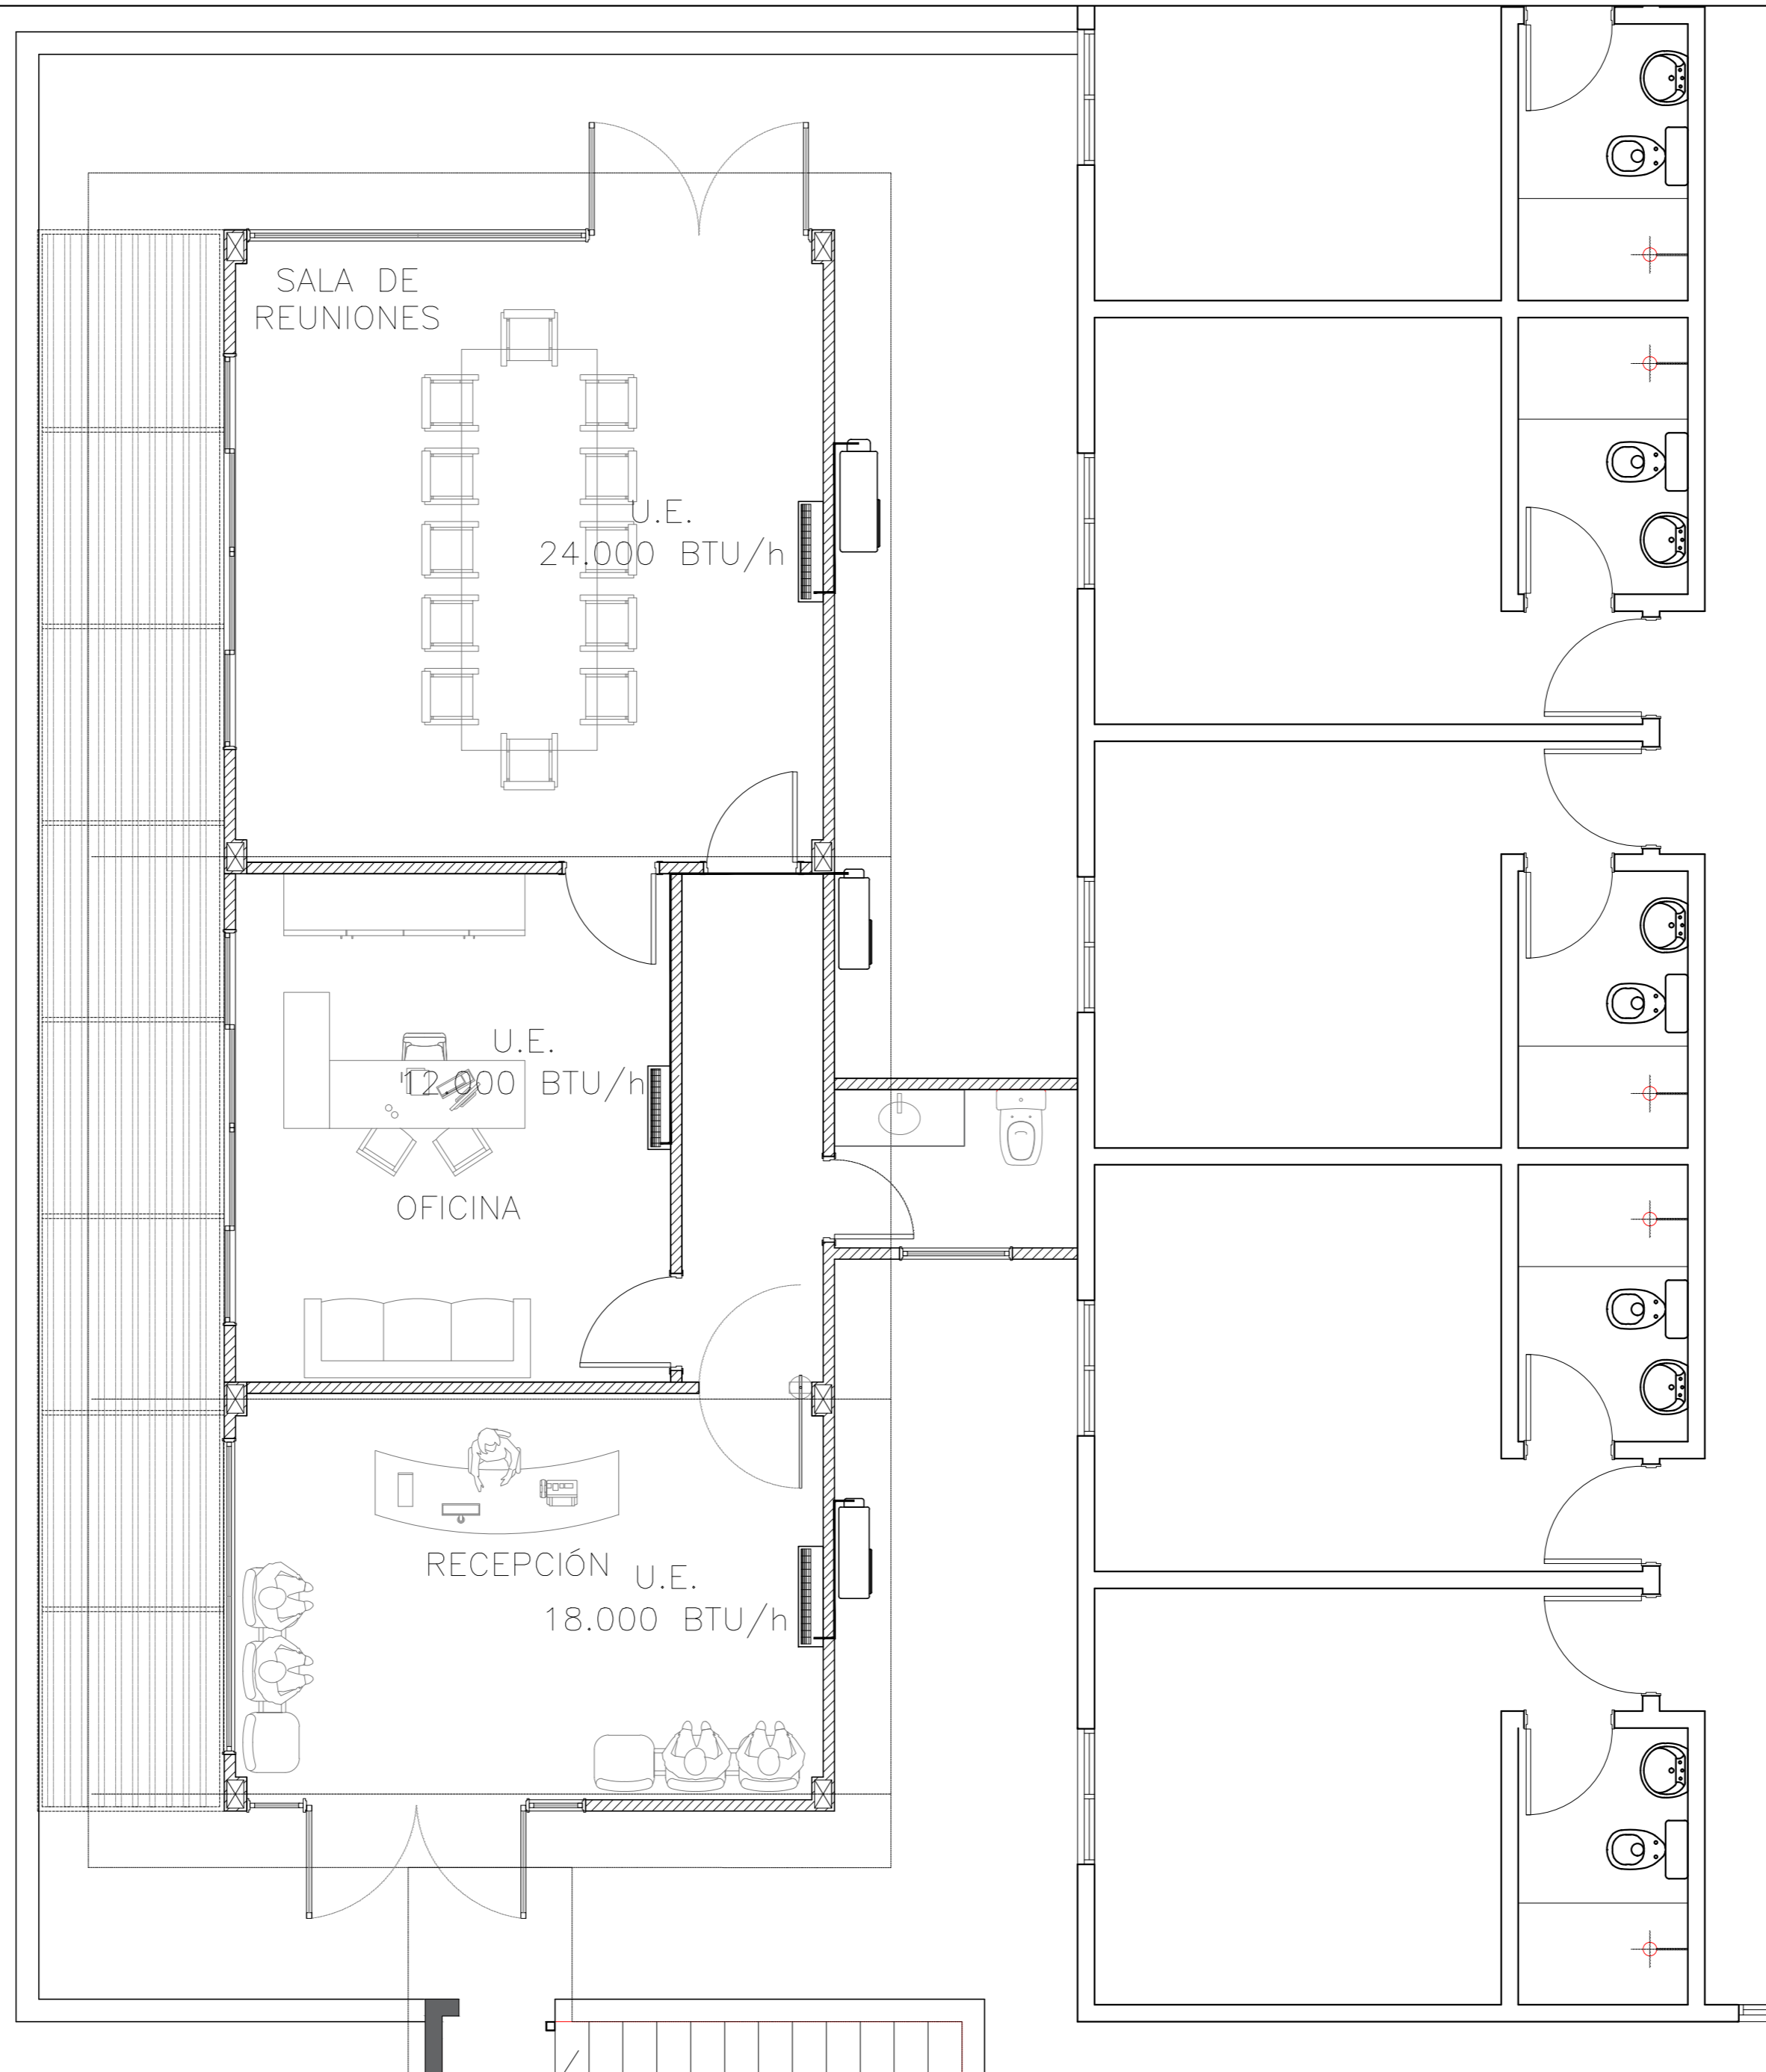 SALA DE
REUNIONES
U.E.
24.000 BTU/h
U.E.
12.000 BTU/h
OFICINA
RECEPCIÓN
U.E.
18.000 BTU/h